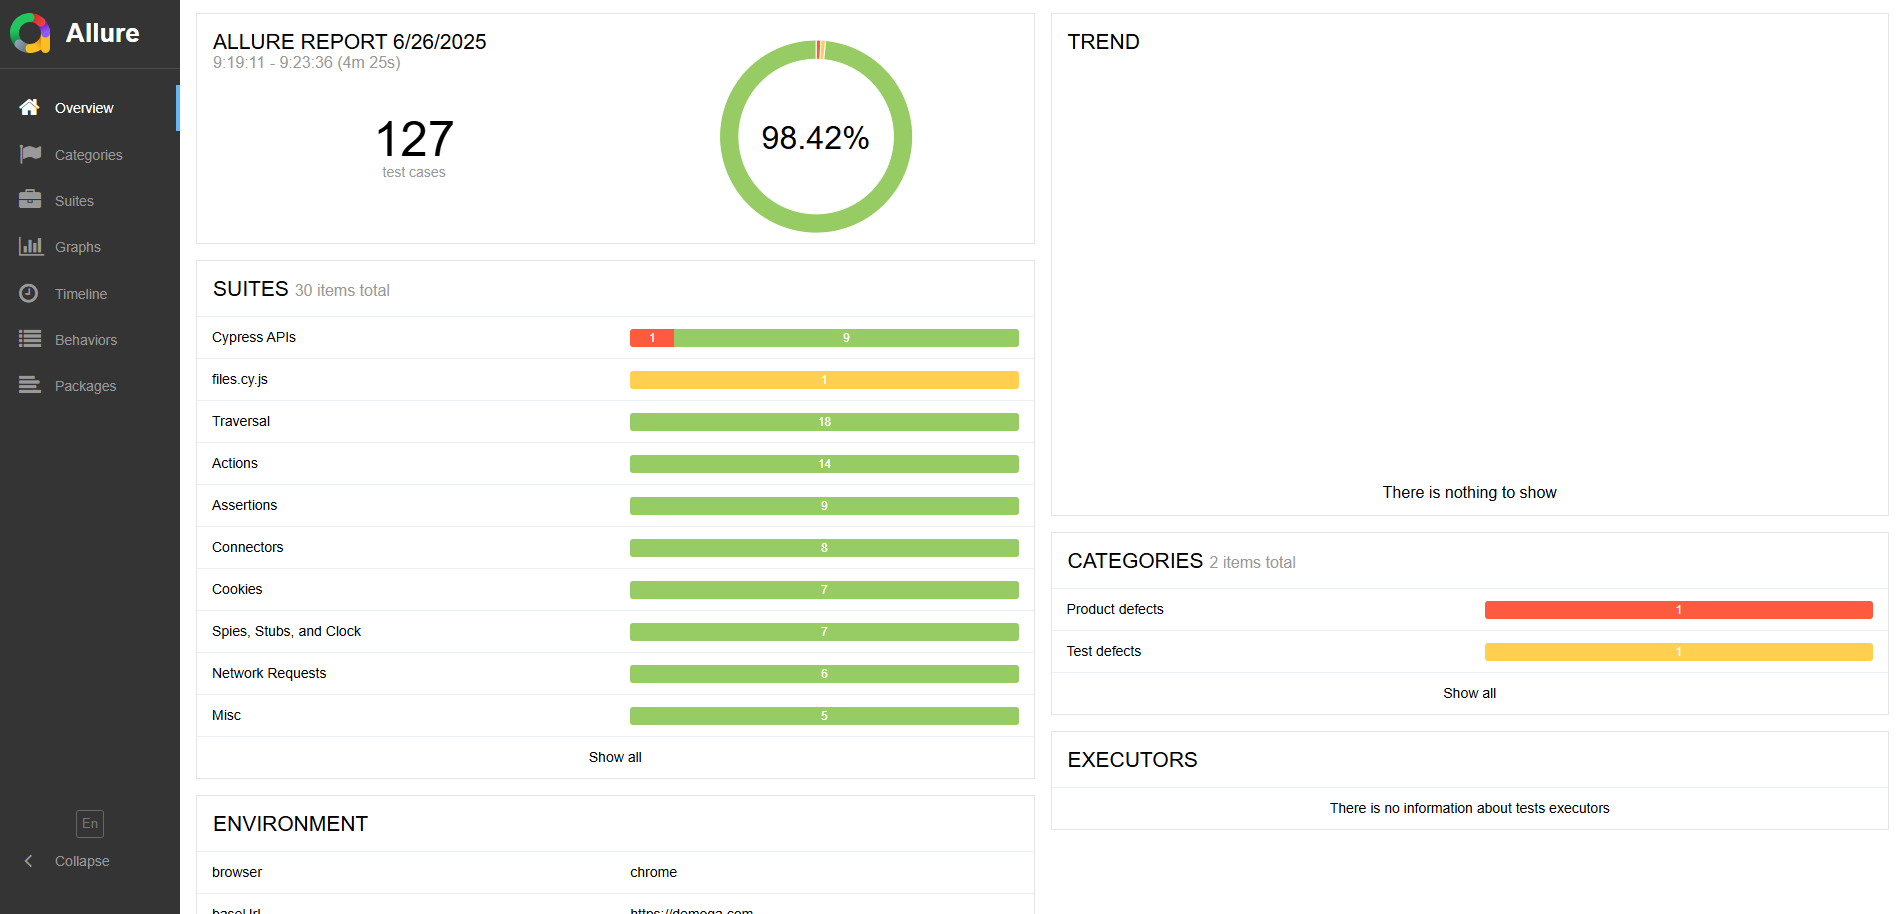 Allure
Overview
Categories
Suites
Graphs
Timeline
Behaviors
Packages
En
Collapse
ALLURE REPORT 6/26/2025
9:19:11 - 9:23:36 (4m 25s)
127
test cases
98.42%
SUITES 30 items total
Cypress APIs 1 9
files.cy.js 1
Traversal 18
Actions 14
Assertions 9
Connectors 8
Cookies 7
Spies, Stubs, and Clock 7
Network Requests 6
Misc 5
Show all
ENVIRONMENT
browser chrome
baseUrl https://demoqa.com
TREND
There is nothing to show
CATEGORIES 2 items total
Product defects 1
Test defects 1
Show all
EXECUTORS
There is no information about tests executors